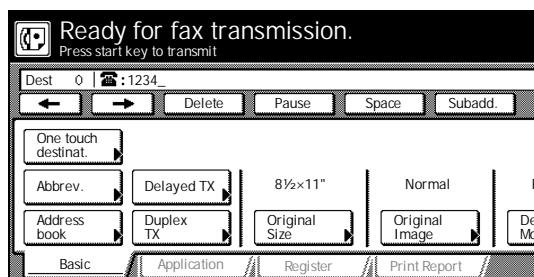 Ready for fax transmission.
Press start key to transmit
Dest 0 ☎:1234_
← → Delete Pause Space Subadd.
One touch
destinat.
Abbrev. Delayed TX 8½×11" Normal
Address
book
Duplex
TX
Original
Size
Original
Image
Basic Application Register Print Report